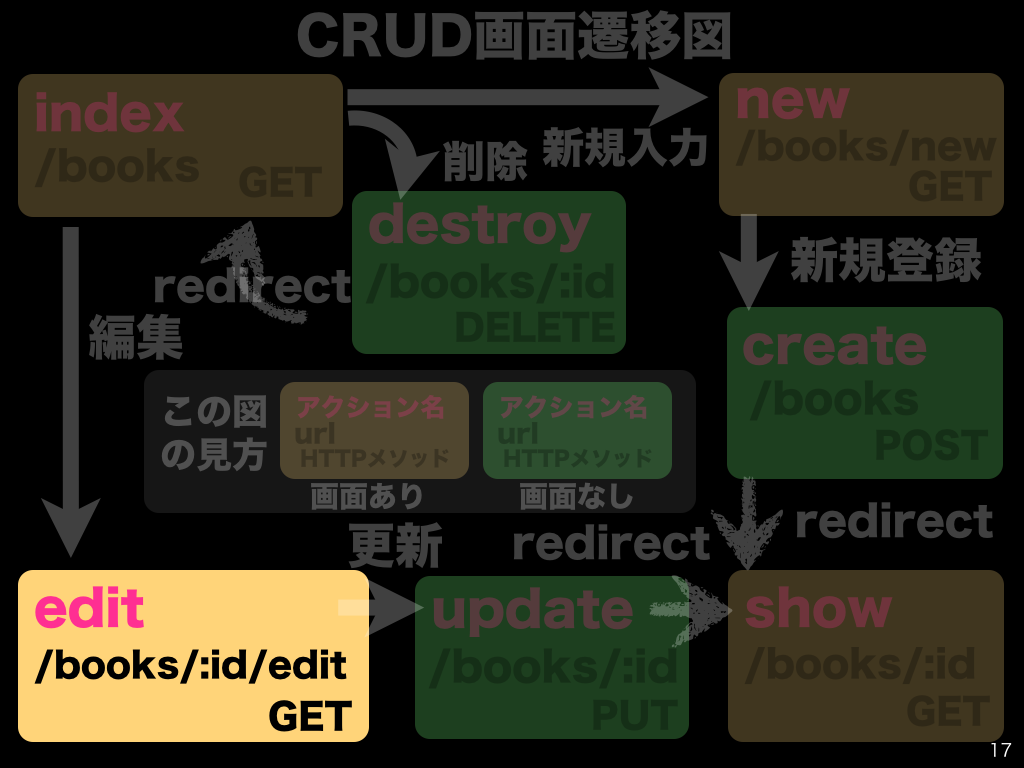 CRUD画面遷移図
index
/books
GET
new
/books/new
GET
削除
新規入力
destroy
/books/:id
DELETE
redirect
編集
新規登録
create
/books
POST
この図
の見方
アクション名
url
HTTPメソッド
画面あり
アクション名
url
HTTPメソッド
画面なし
更新
redirect
redirect
edit
/books/:id/edit
GET
update
/books/:id
PUT
show
/books/:id
GET
17